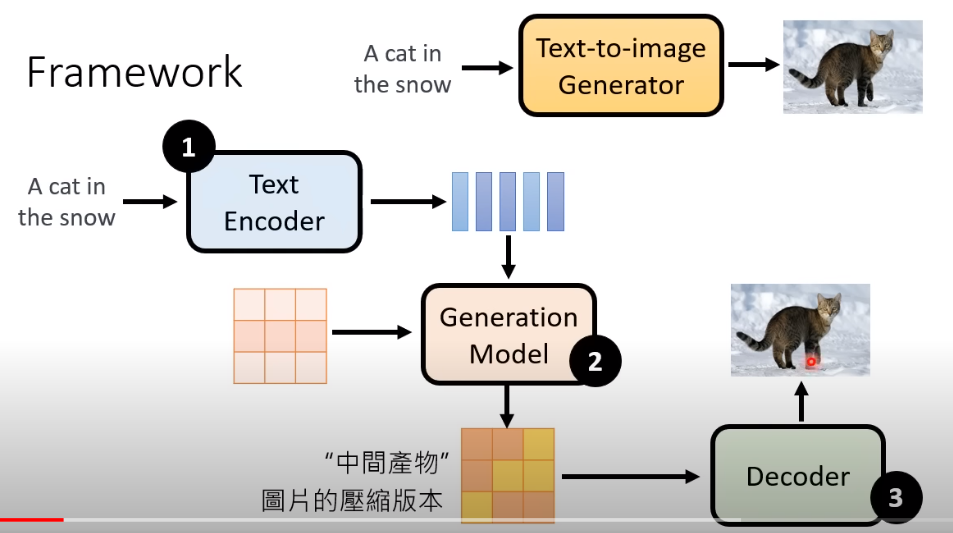 Framework
A cat in
the snow
Text-to-image
Generator
1
A cat in
the snow
Text
Encoder
Generation
Model
2
“中間產物”
圖片的壓縮版本
Decoder
3